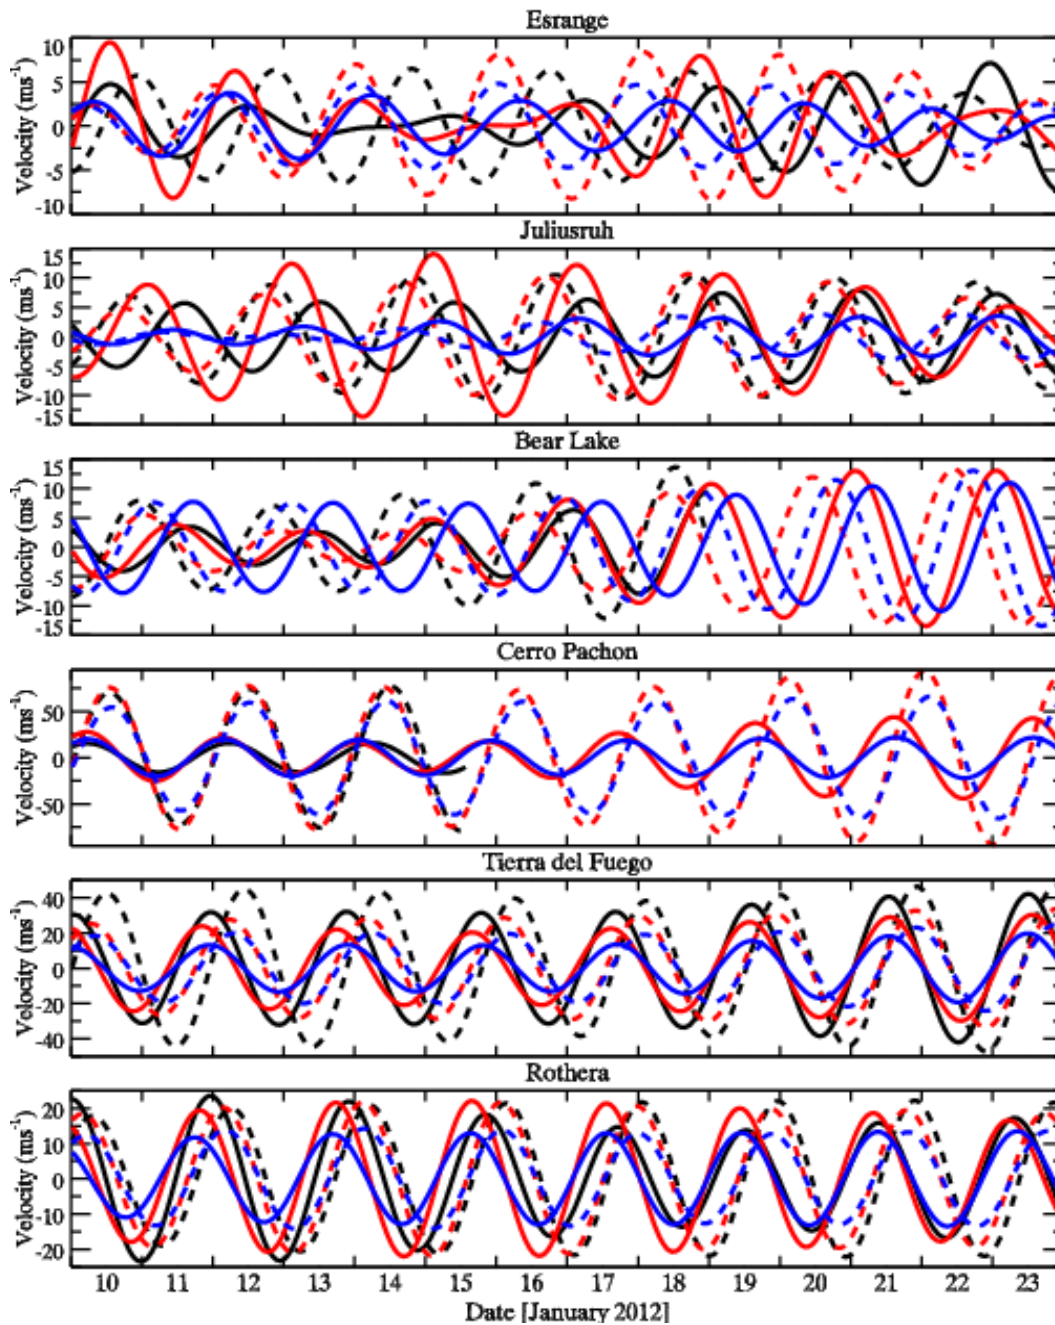 Esrange
Velocity (ms⁻¹)
10
5
0
-5
-10
Juliusruh
Velocity (ms⁻¹)
15
10
5
0
-5
-10
-15
Bear Lake
Velocity (ms⁻¹)
15
10
5
0
-5
-10
-15
Cerro Pachon
Velocity (ms⁻¹)
50
0
-50
Tierra del Fuego
Velocity (ms⁻¹)
40
20
0
-20
-40
Rothera
Velocity (ms⁻¹)
20
10
0
-10
-20
10 11 12 13 14 15 16 17 18 19 20 21 22 23
Date [January 2012]